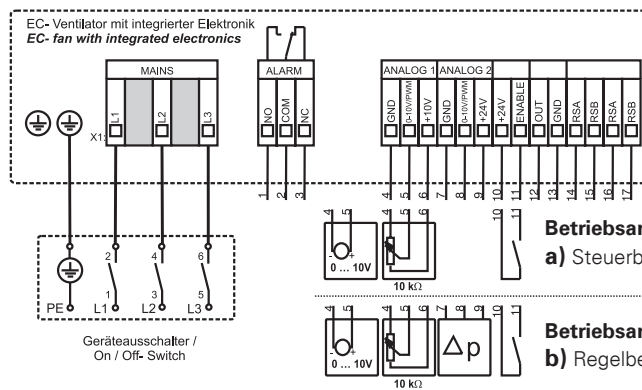 EC- Ventilator mit integrierter Elektronik
EC- fan with integrated electronics
MAINS
ALARM
ANALOG 1 ANALOG 2
X1:
L1
L2
L3
NO
COM
NC
GND
0-10V/PWM
+10V
GND
0-10V/PWM
+24V
+24V
ENABLE
OUT
GND
RSA
RSB
RSA
RSB
1
2
3
4
5
6
7
8
9
10
11
12
13
14
15
16
17
2
4
6
1
3
5
PE
L1
L2
L3
Geräteausschalter /
On / Off- Switch
4
5
4
5
6
10
11
- +
0 ... 10V
10 kΩ
Betriebsar
a) Steuerb
4
5
4
5
6
7
8
9
10
11
- +
0 ... 10V
10 kΩ
Δp
Betriebsar
b) Regelbe